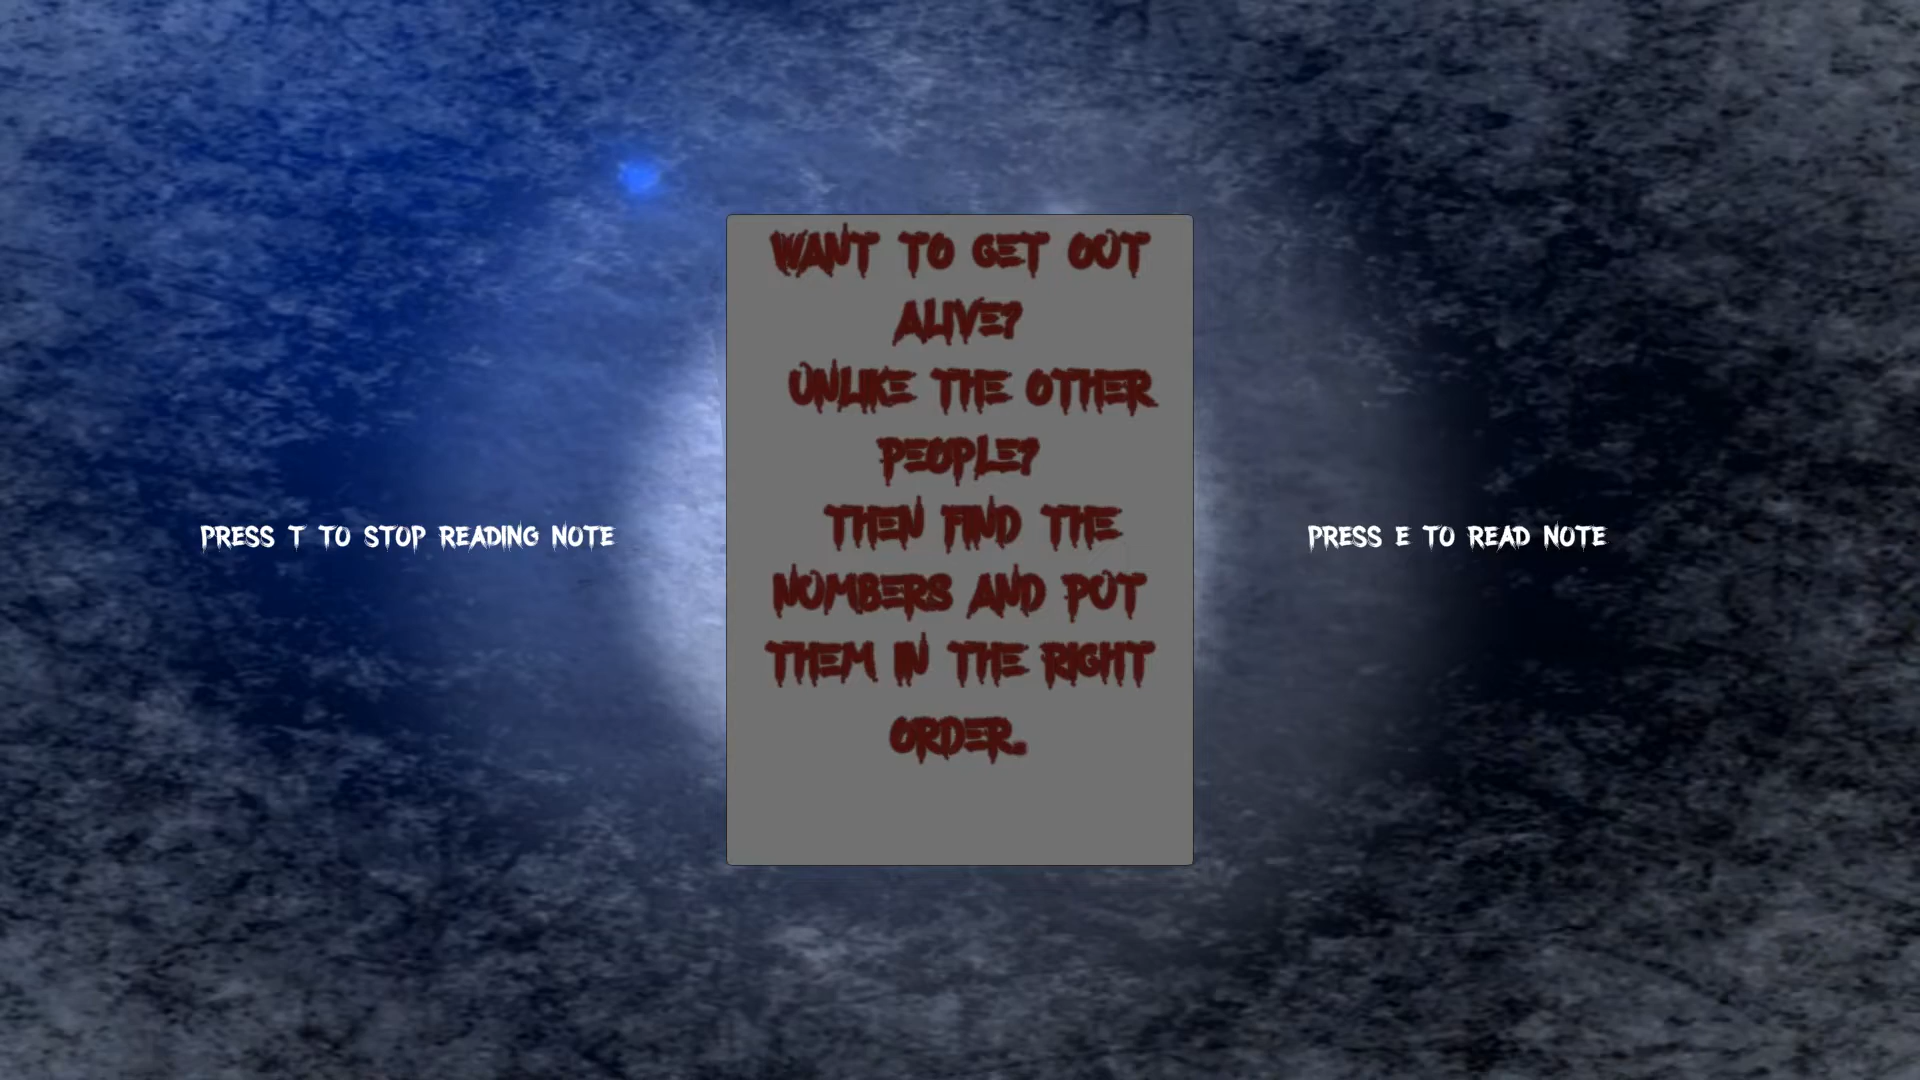 WANT TO GET OUT
ALIVE?
UNLIKE THE OTHER
PEOPLE?
THEN FIND THE
NUMBERS AND PUT
THEM IN THE RIGHT
ORDER.
PRESS T TO STOP READING NOTE
PRESS E TO READ NOTE